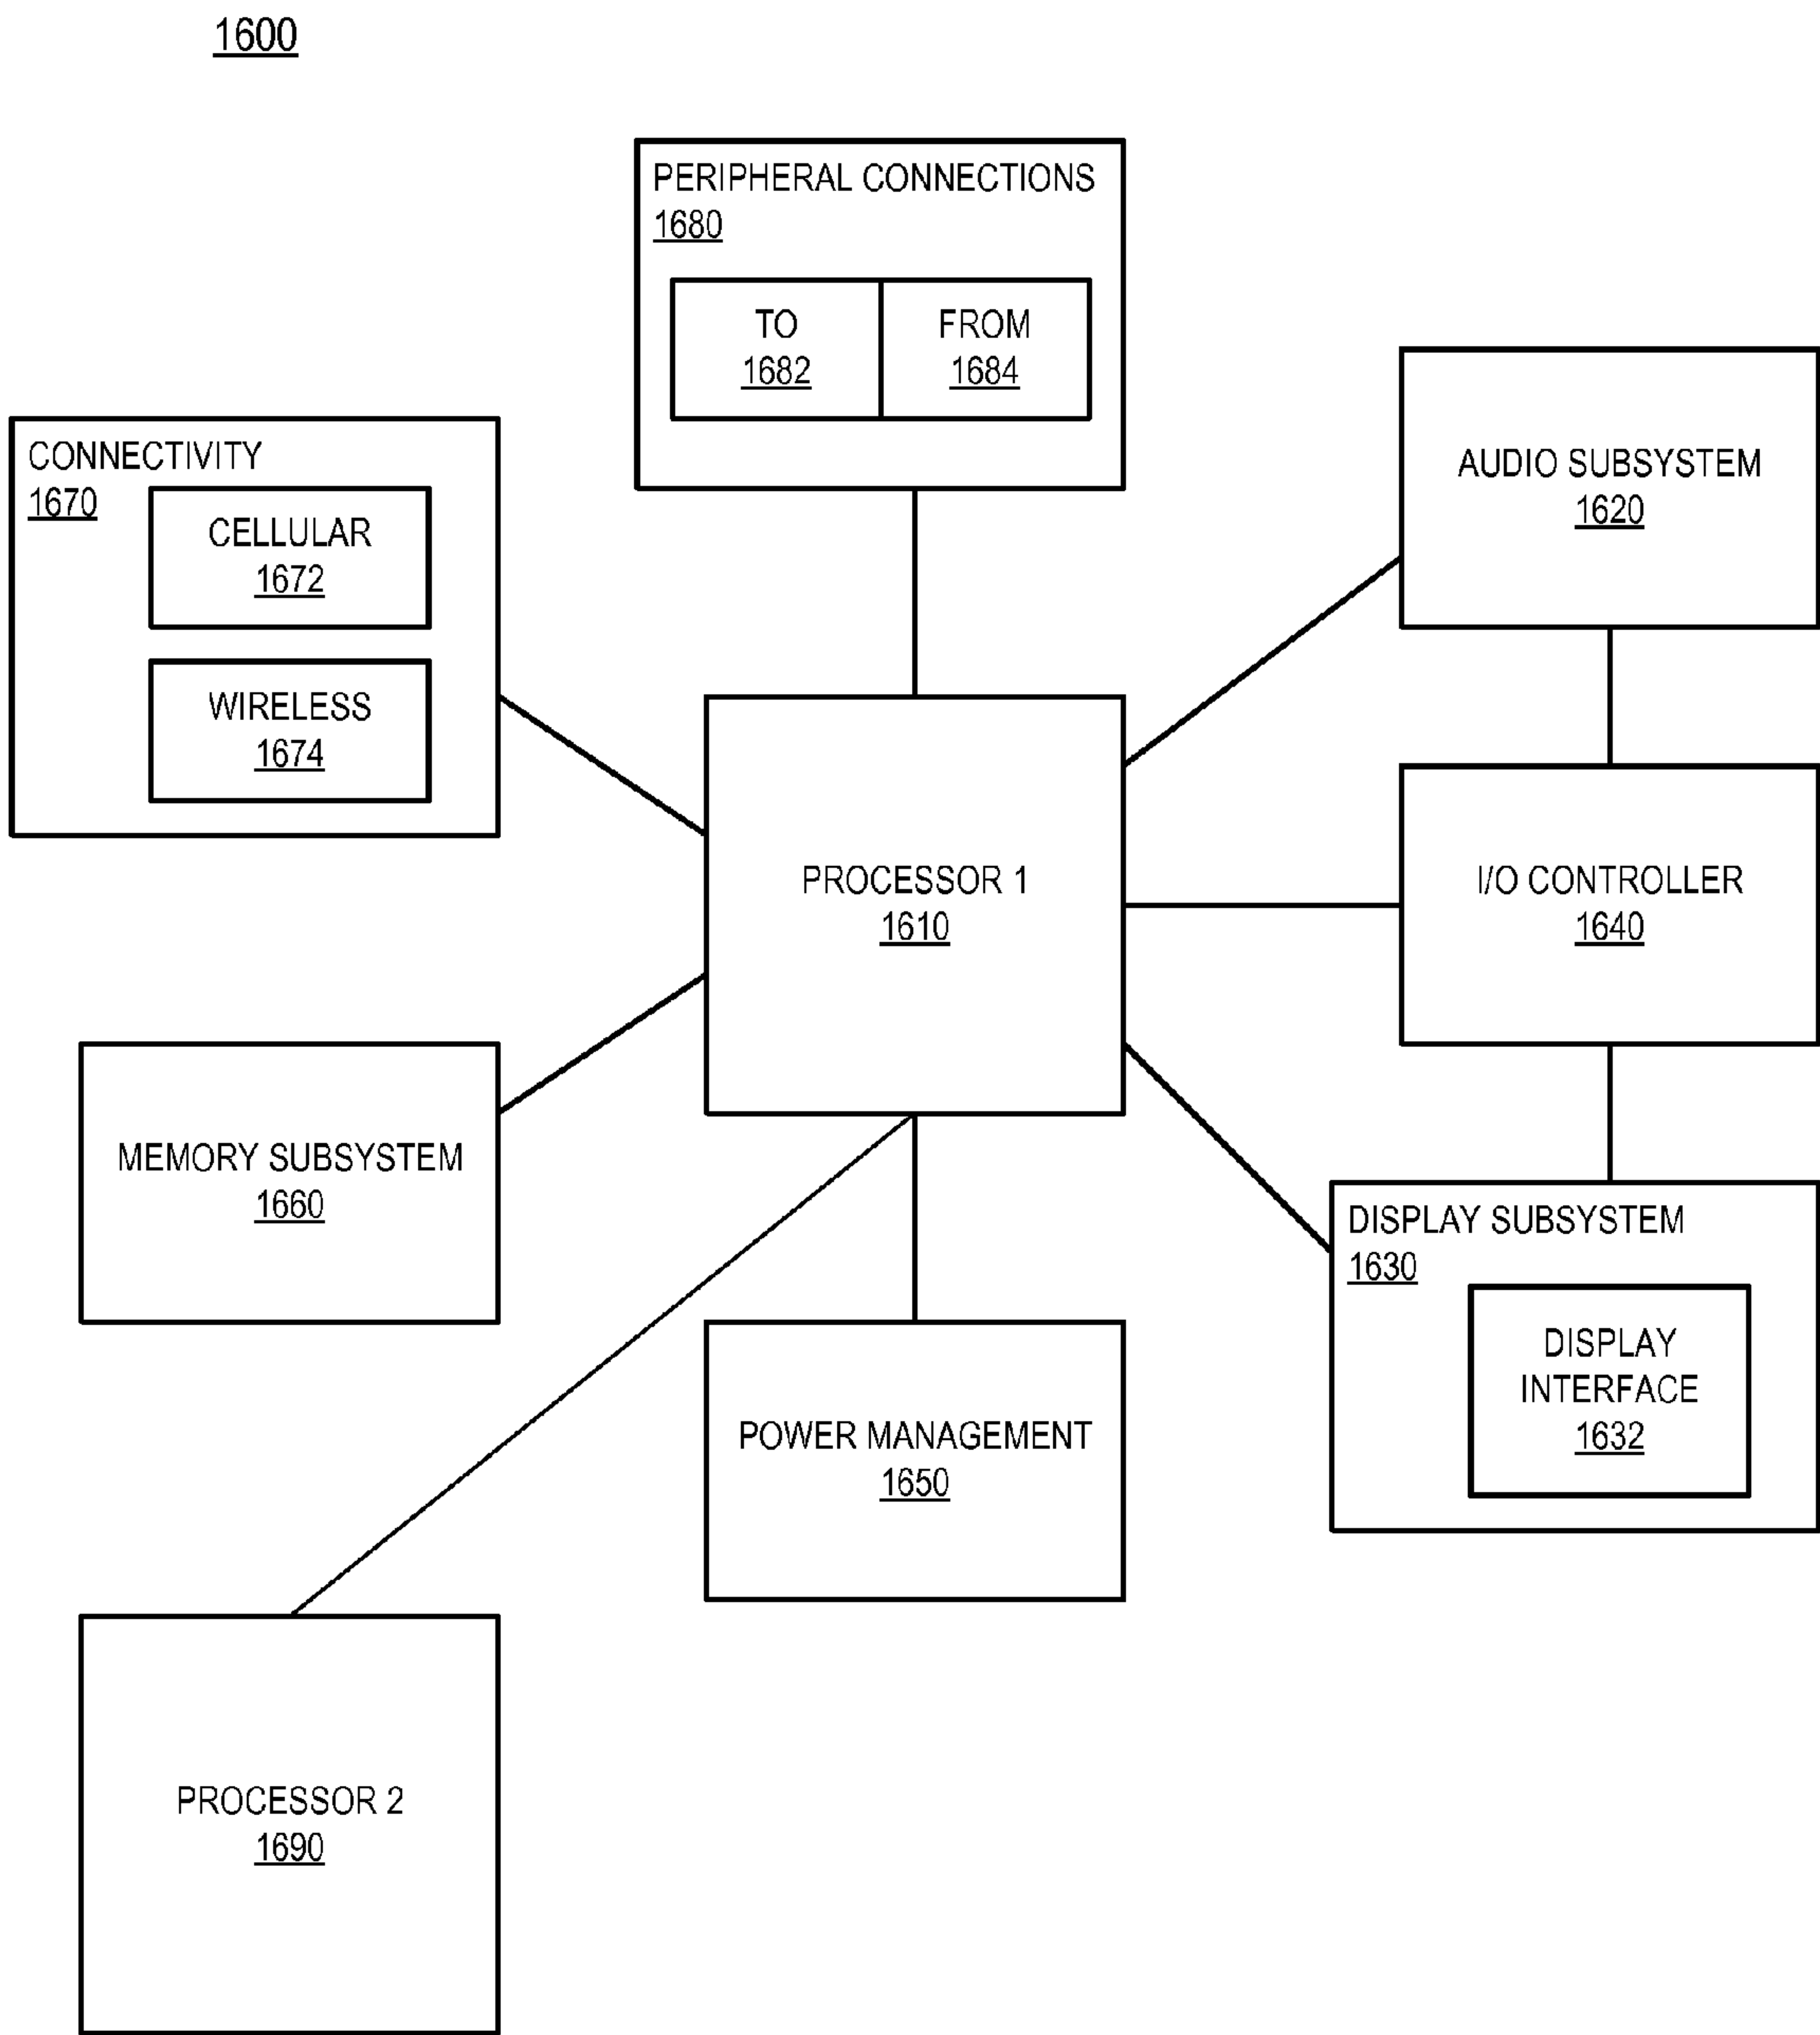 1600
PERIPHERAL CONNECTIONS
1680
TO
1682
FROM
1684
CONNECTIVITY
1670
CELLULAR
1672
WIRELESS
1674
AUDIO SUBSYSTEM
1620
PROCESSOR 1
1610
I/O CONTROLLER
1640
MEMORY SUBSYSTEM
1660
DISPLAY SUBSYSTEM
1630
DISPLAY
INTERFACE
1632
POWER MANAGEMENT
1650
PROCESSOR 2
1690